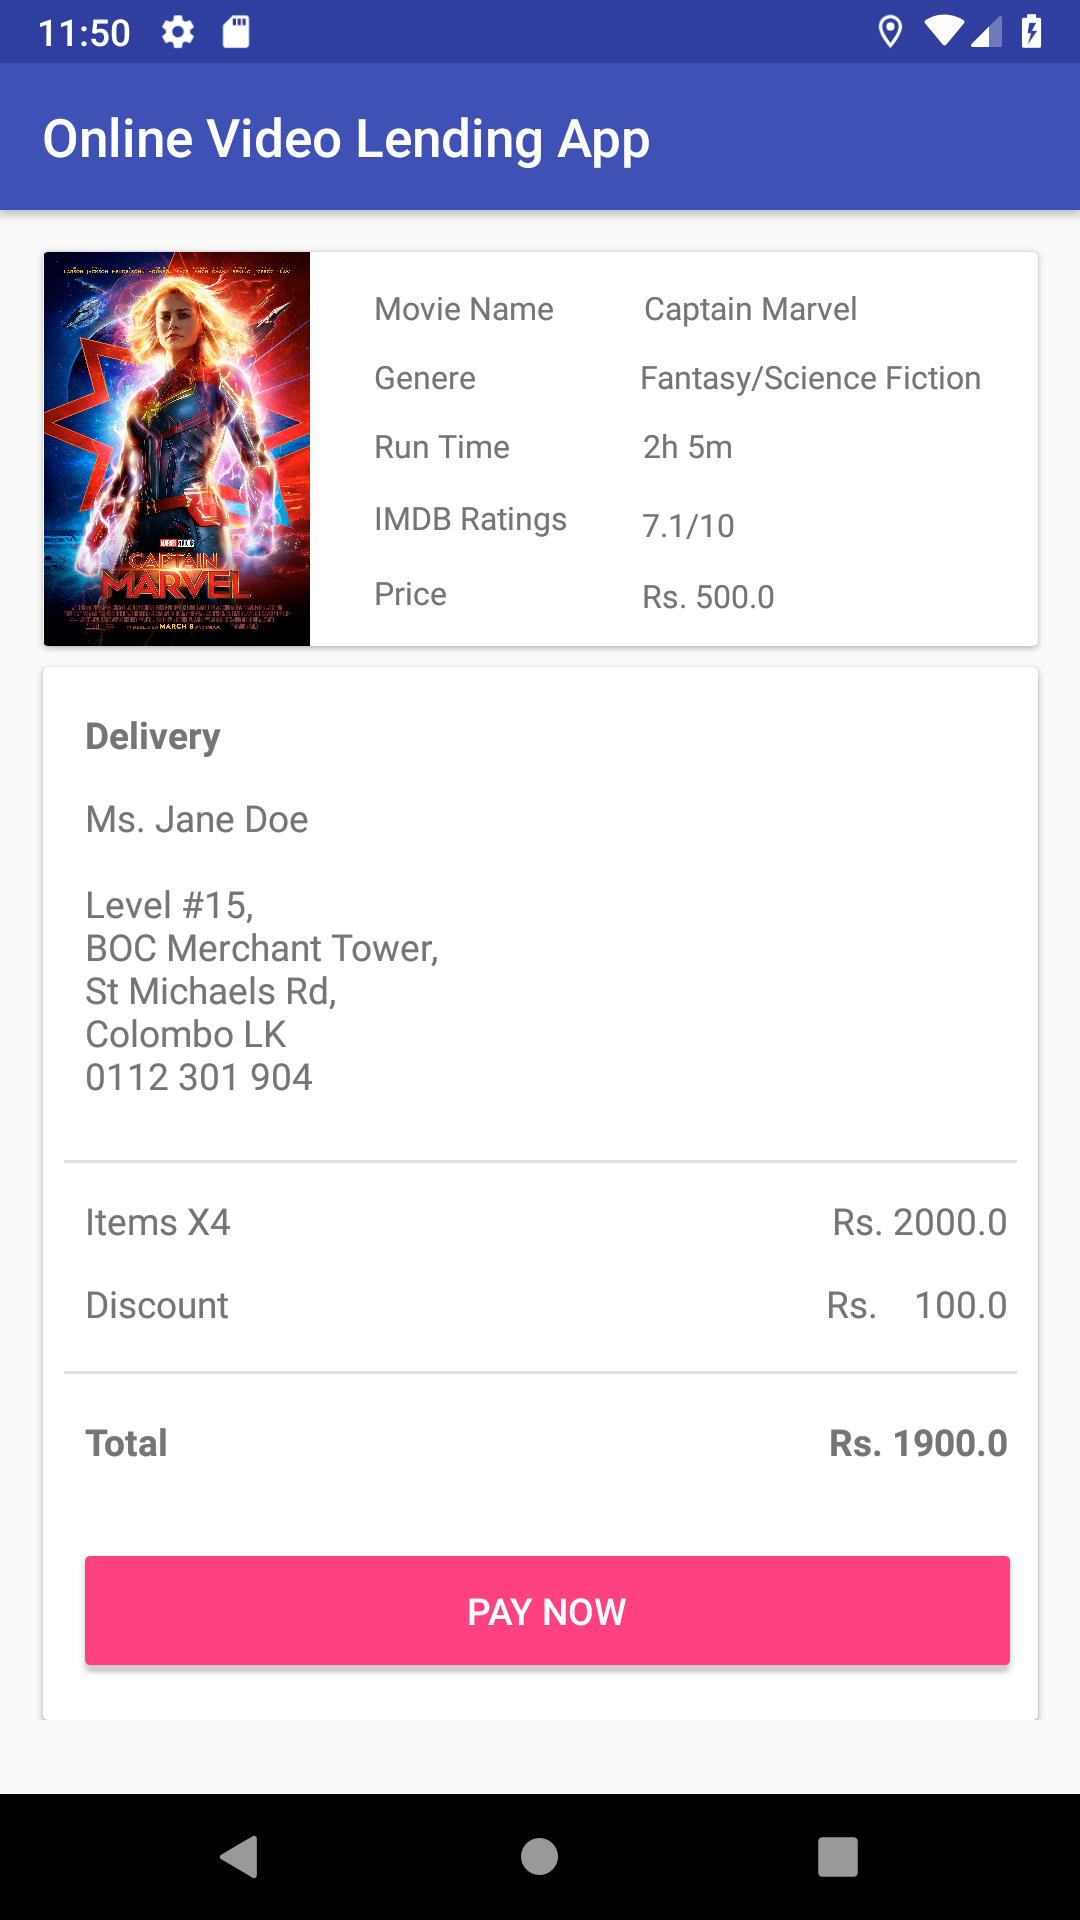 11:50
Online Video Lending App
Movie Name Captain Marvel
Genere Fantasy/Science Fiction
Run Time 2h 5m
IMDB Ratings 7.1/10
Price Rs. 500.0
CAPTAIN
MARVEL
MARCH 8
Delivery
Ms. Jane Doe
Level #15,
BOC Merchant Tower,
St Michaels Rd,
Colombo LK
0112 301 904
Items X4 Rs. 2000.0
Discount Rs. 100.0
Total Rs. 1900.0
PAY NOW